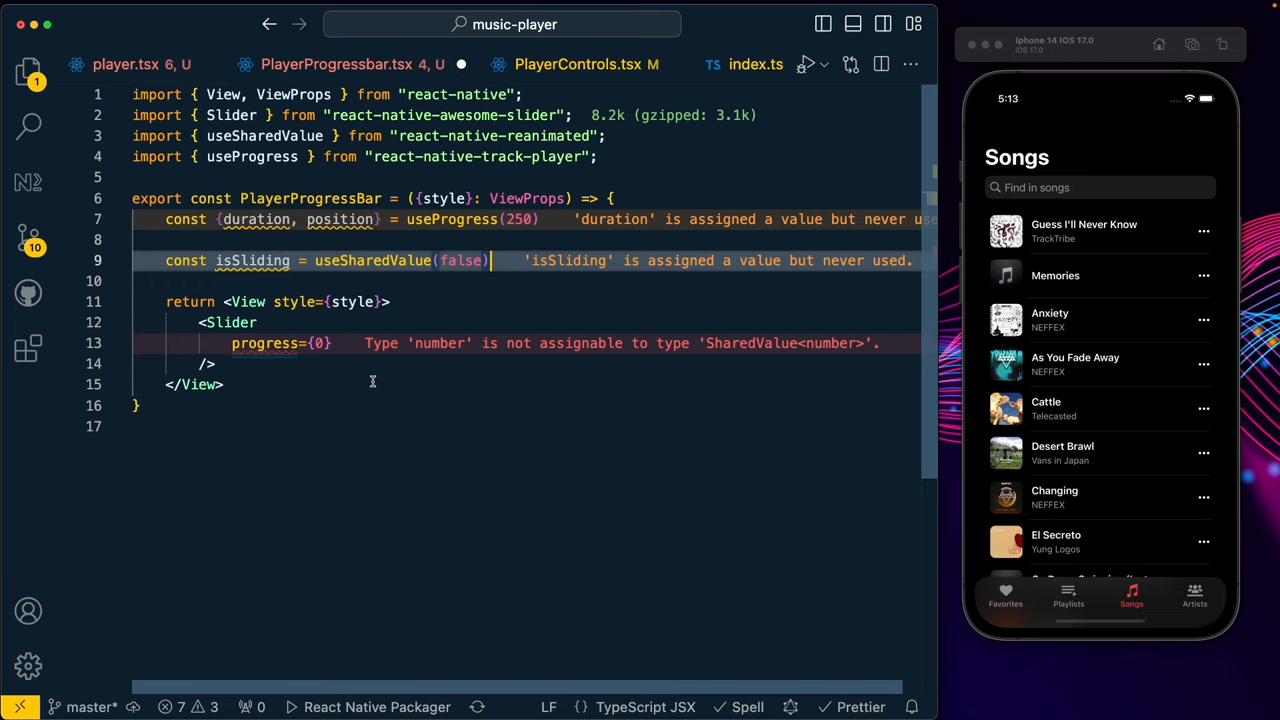 music-player
Iphone 14 IOS 17.0
iOS 17.0
player.tsx 6, U
PlayerProgressbar.tsx 4, U
PlayerControls.tsx M
TS index.ts
1
10
N2
1 import { View, ViewProps } from "react-native";
2 import { Slider } from "react-native-awesome-slider"; 8.2k (gzipped: 3.1k)
3 import { useSharedValue } from "react-native-reanimated";
4 import { useProgress } from "react-native-track-player";
5
6 export const PlayerProgressBar = ({style}: ViewProps) => {
7 const {duration, position} = useProgress(250) 'duration' is assigned a value but never use
8
9 const isSliding = useSharedValue(false) 'isSliding' is assigned a value but never used.
10
11 return <View style={style}>
12 <Slider
13 progress={0} Type 'number' is not assignable to type 'SharedValue<number>'.
14 />
15 </View>
16 }
17
5:13
Songs
Find in songs
Guess I'll Never Know
TrackTribe
Memories
Anxiety
NEFFEX
As You Fade Away
NEFFEX
Cattle
Telecasted
Desert Brawl
Vans in Japan
Changing
NEFFEX
El Secreto
Yung Logos
Favorites
Playlists
Songs
Artists
master*
7
3
0
React Native Packager
LF
{} TypeScript JSX
Spell
Prettier